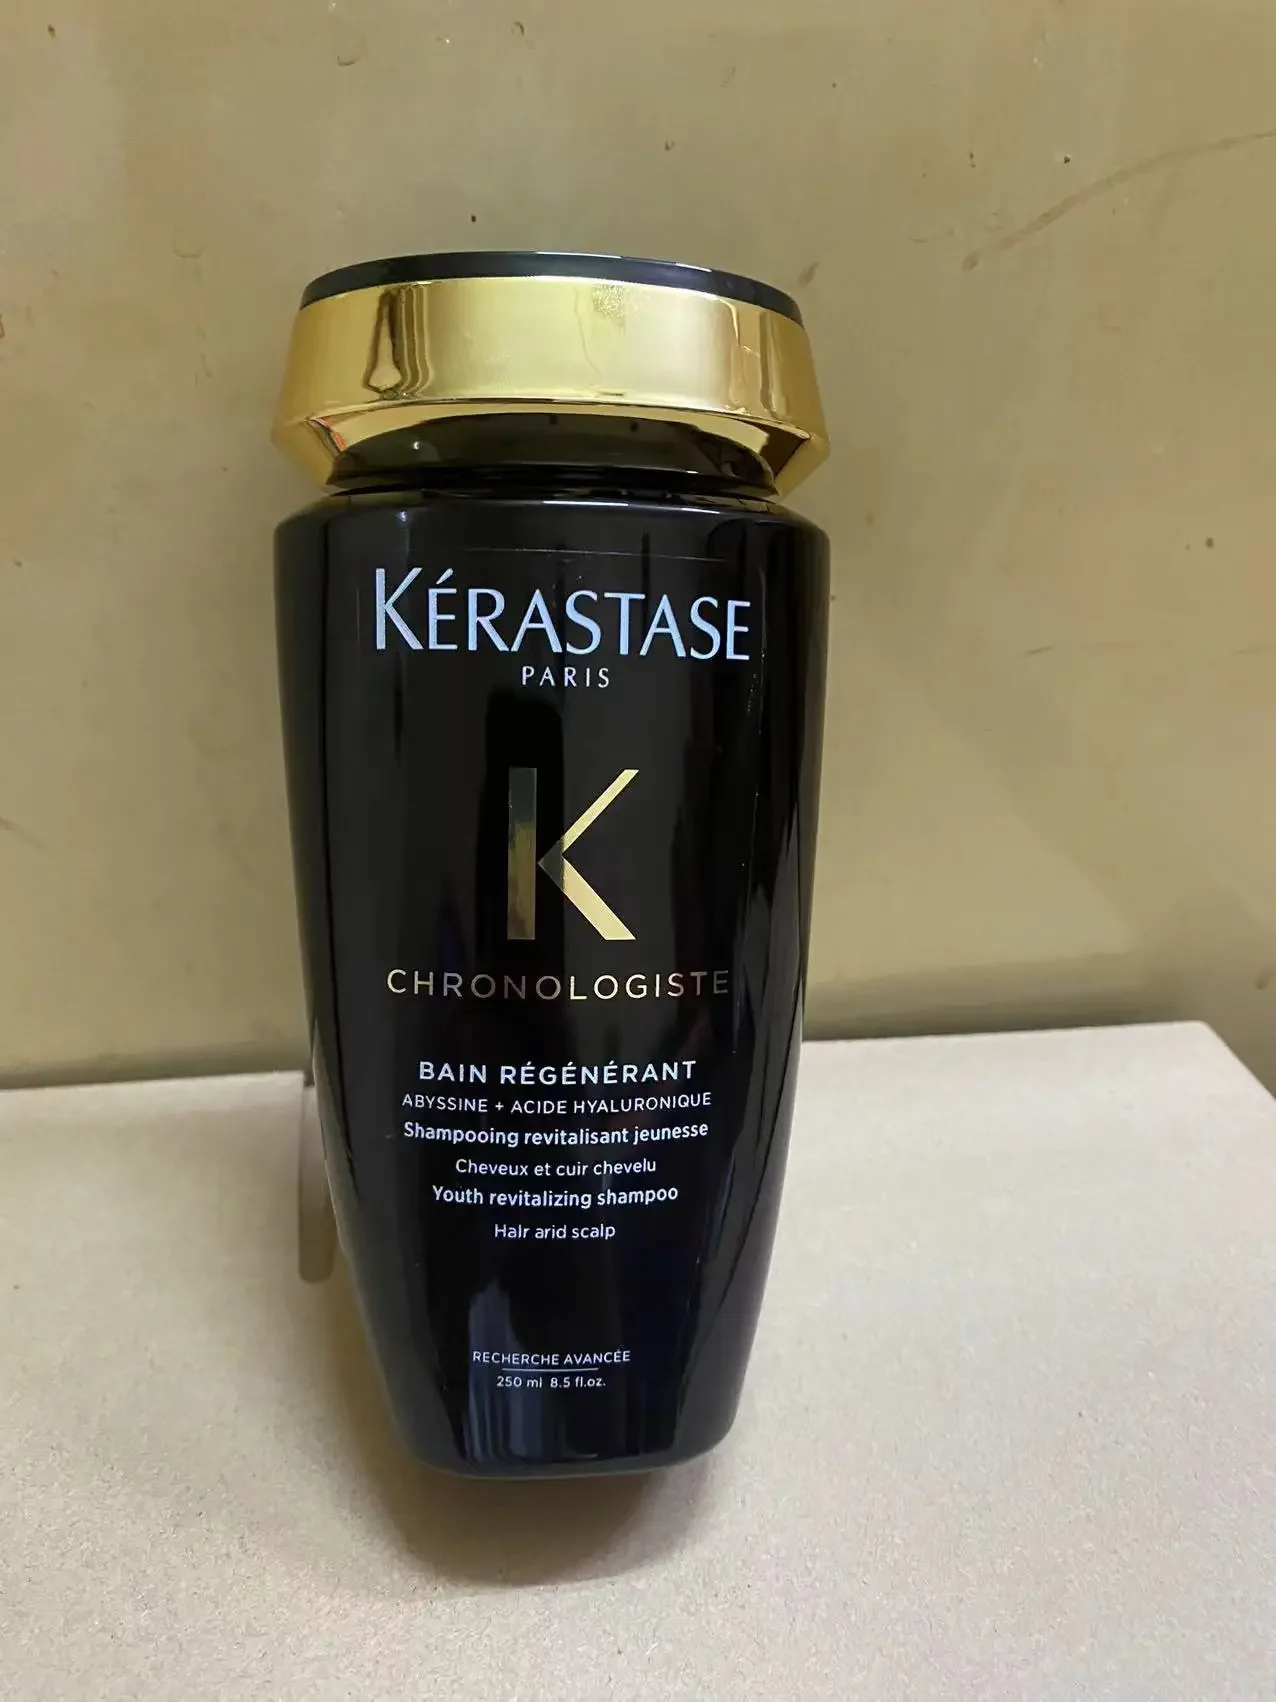 KÉRASTASE
PARIS
K
CHRONOLOGISTE
BAIN RÉGÉNÉRANT
ABYSSINE + ACIDE HYALURONIQUE
Shampooing revitalisant jeunesse
Cheveux et cuir chevelu
Youth revitalizing shampoo
Hair arid scalp
RECHERCHE AVANCÉE
250 ml 8.5 fl.oz.